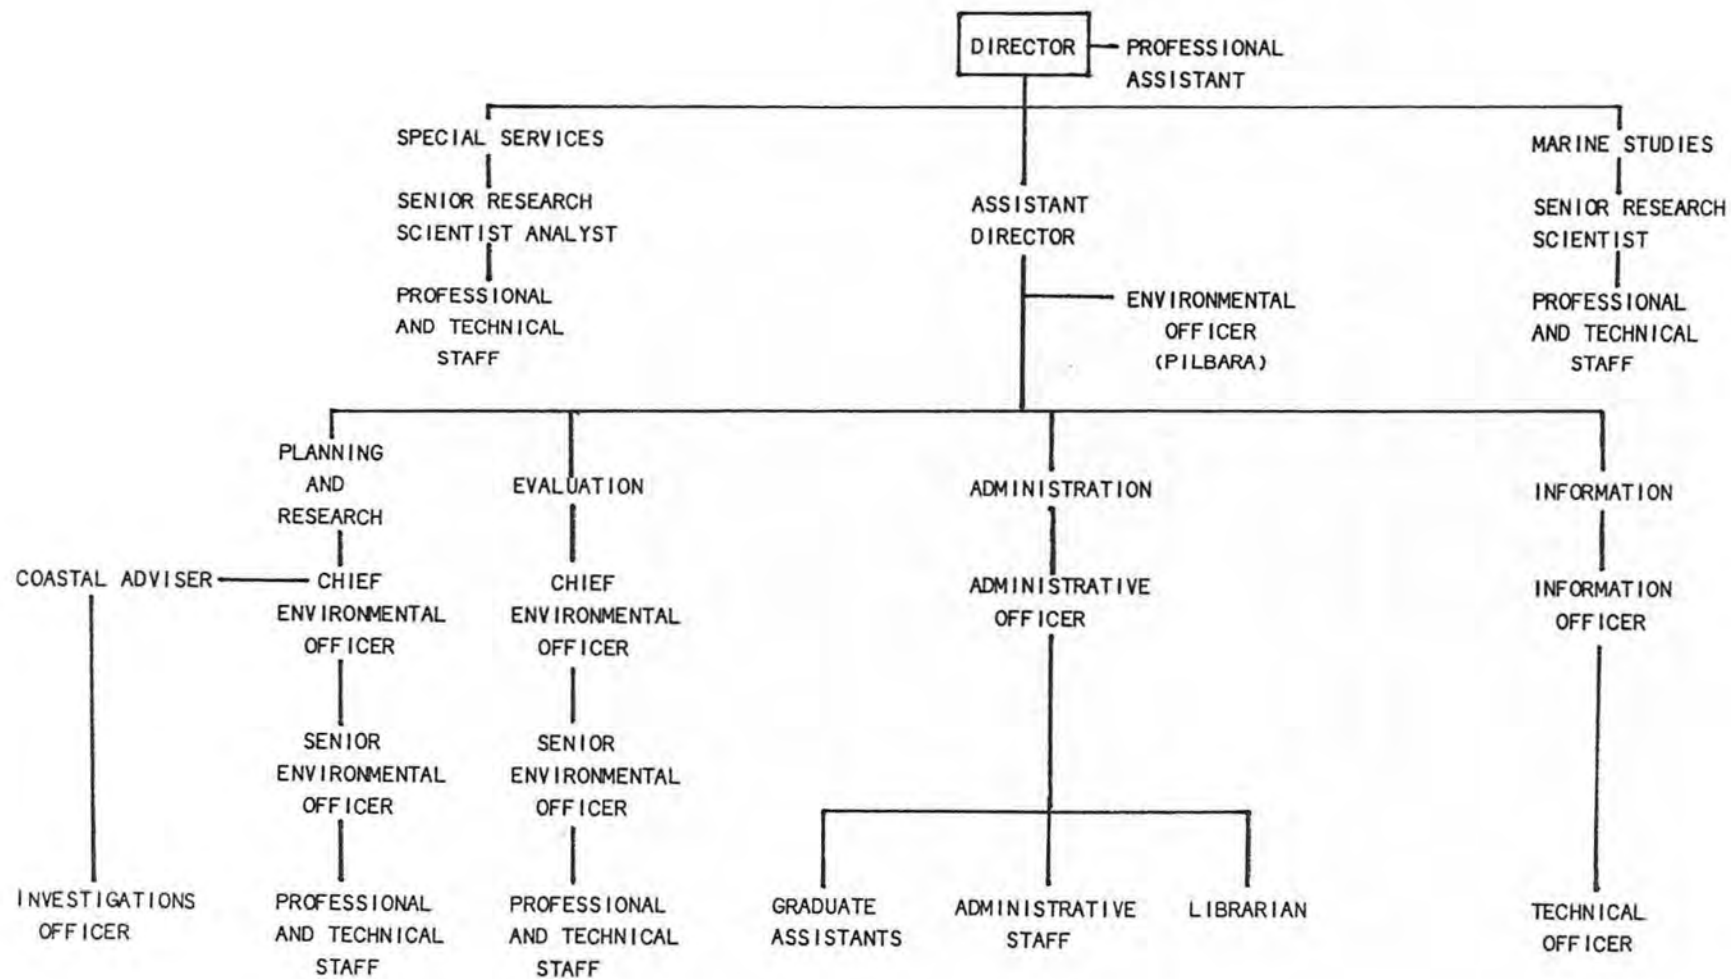 DIRECTOR
PROFESSIONAL
ASSISTANT
SPECIAL SERVICES
SENIOR RESEARCH
SCIENTIST ANALYST
PROFESSIONAL
AND TECHNICAL
STAFF
ASSISTANT
DIRECTOR
ENVIRONMENTAL
OFFICER
(PILBARA)
MARINE STUDIES
SENIOR RESEARCH
SCIENTIST
PROFESSIONAL
AND TECHNICAL
STAFF
PLANNING
AND
RESEARCH
COASTAL ADVISER
CHIEF
ENVIRONMENTAL
OFFICER
INVESTIGATIONS
OFFICER
SENIOR
ENVIRONMENTAL
OFFICER
PROFESSIONAL
AND TECHNICAL
STAFF
EVALUATION
CHIEF
ENVIRONMENTAL
OFFICER
SENIOR
ENVIRONMENTAL
OFFICER
PROFESSIONAL
AND TECHNICAL
STAFF
ADMINISTRATION
ADMINISTRATIVE
OFFICER
GRADUATE
ASSISTANTS
ADMINISTRATIVE
STAFF
LIBRARIAN
INFORMATION
INFORMATION
OFFICER
TECHNICAL
OFFICER